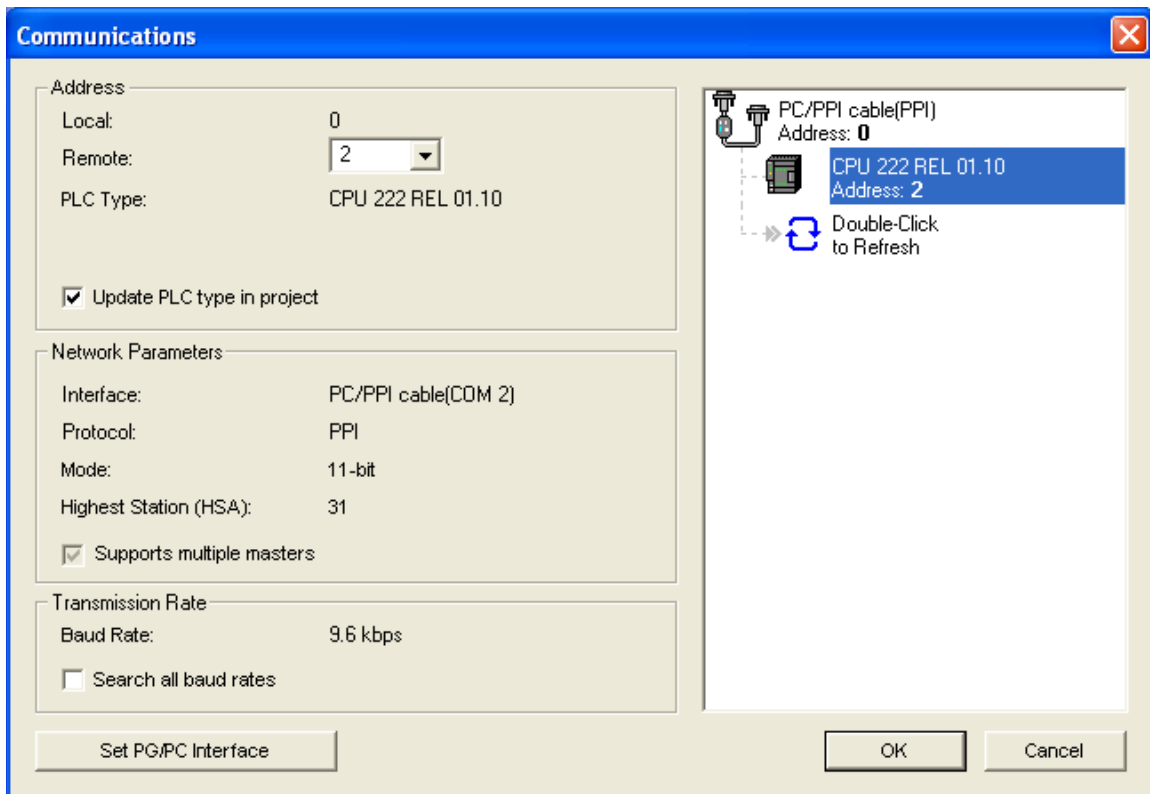 Communications
Address
Local: 0
Remote: 2
PLC Type: CPU 222 REL 01.10
Update PLC type in project
Network Parameters
Interface: PC/PPI cable(COM 2)
Protocol: PPI
Mode: 11-bit
Highest Station (HSA): 31
Supports multiple masters
Transmission Rate
Baud Rate: 9.6 kbps
Search all baud rates
Set PG/PC Interface
PC/PPI cable(PPI)
Address: 0
CPU 222 REL 01.10
Address: 2
Double-Click
to Refresh
OK
Cancel